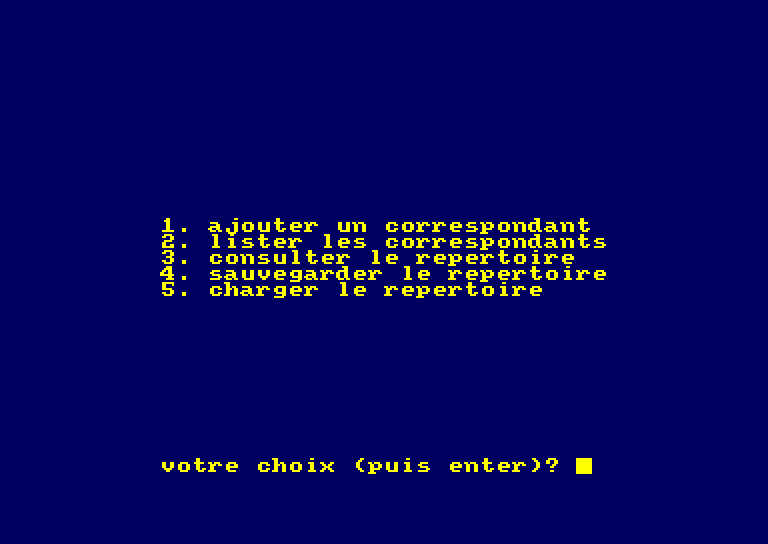 1. ajouter un correspondant
2. lister les correspondants
3. consulter le repertoire
4. sauvegarder le repertoire
5. charger le repertoire
votre choix (puis enter)?